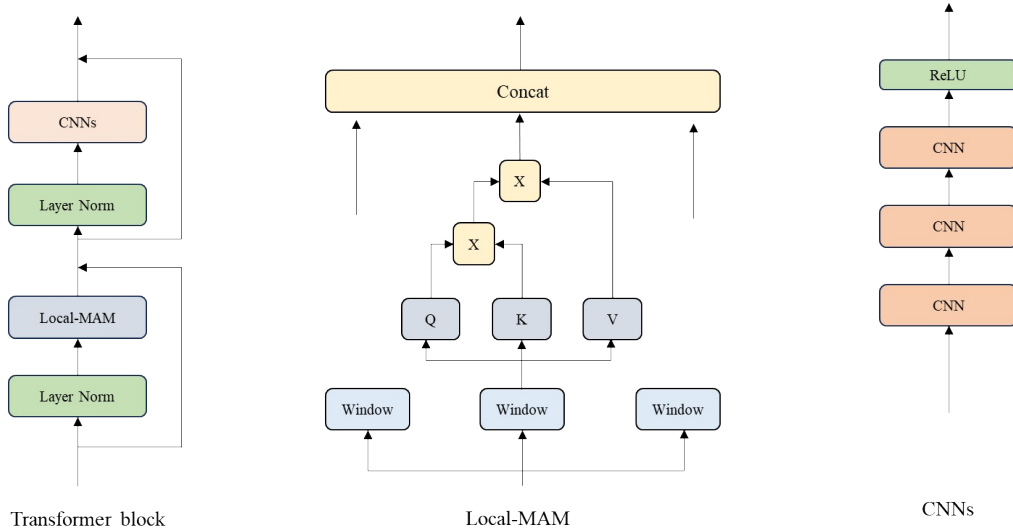 CNNs
Layer Norm
Local-MAM
Layer Norm
Transformer block
Concat
X
X
Q K V
Window Window Window
Local-MAM
ReLU
CNN
CNN
CNN
CNNs